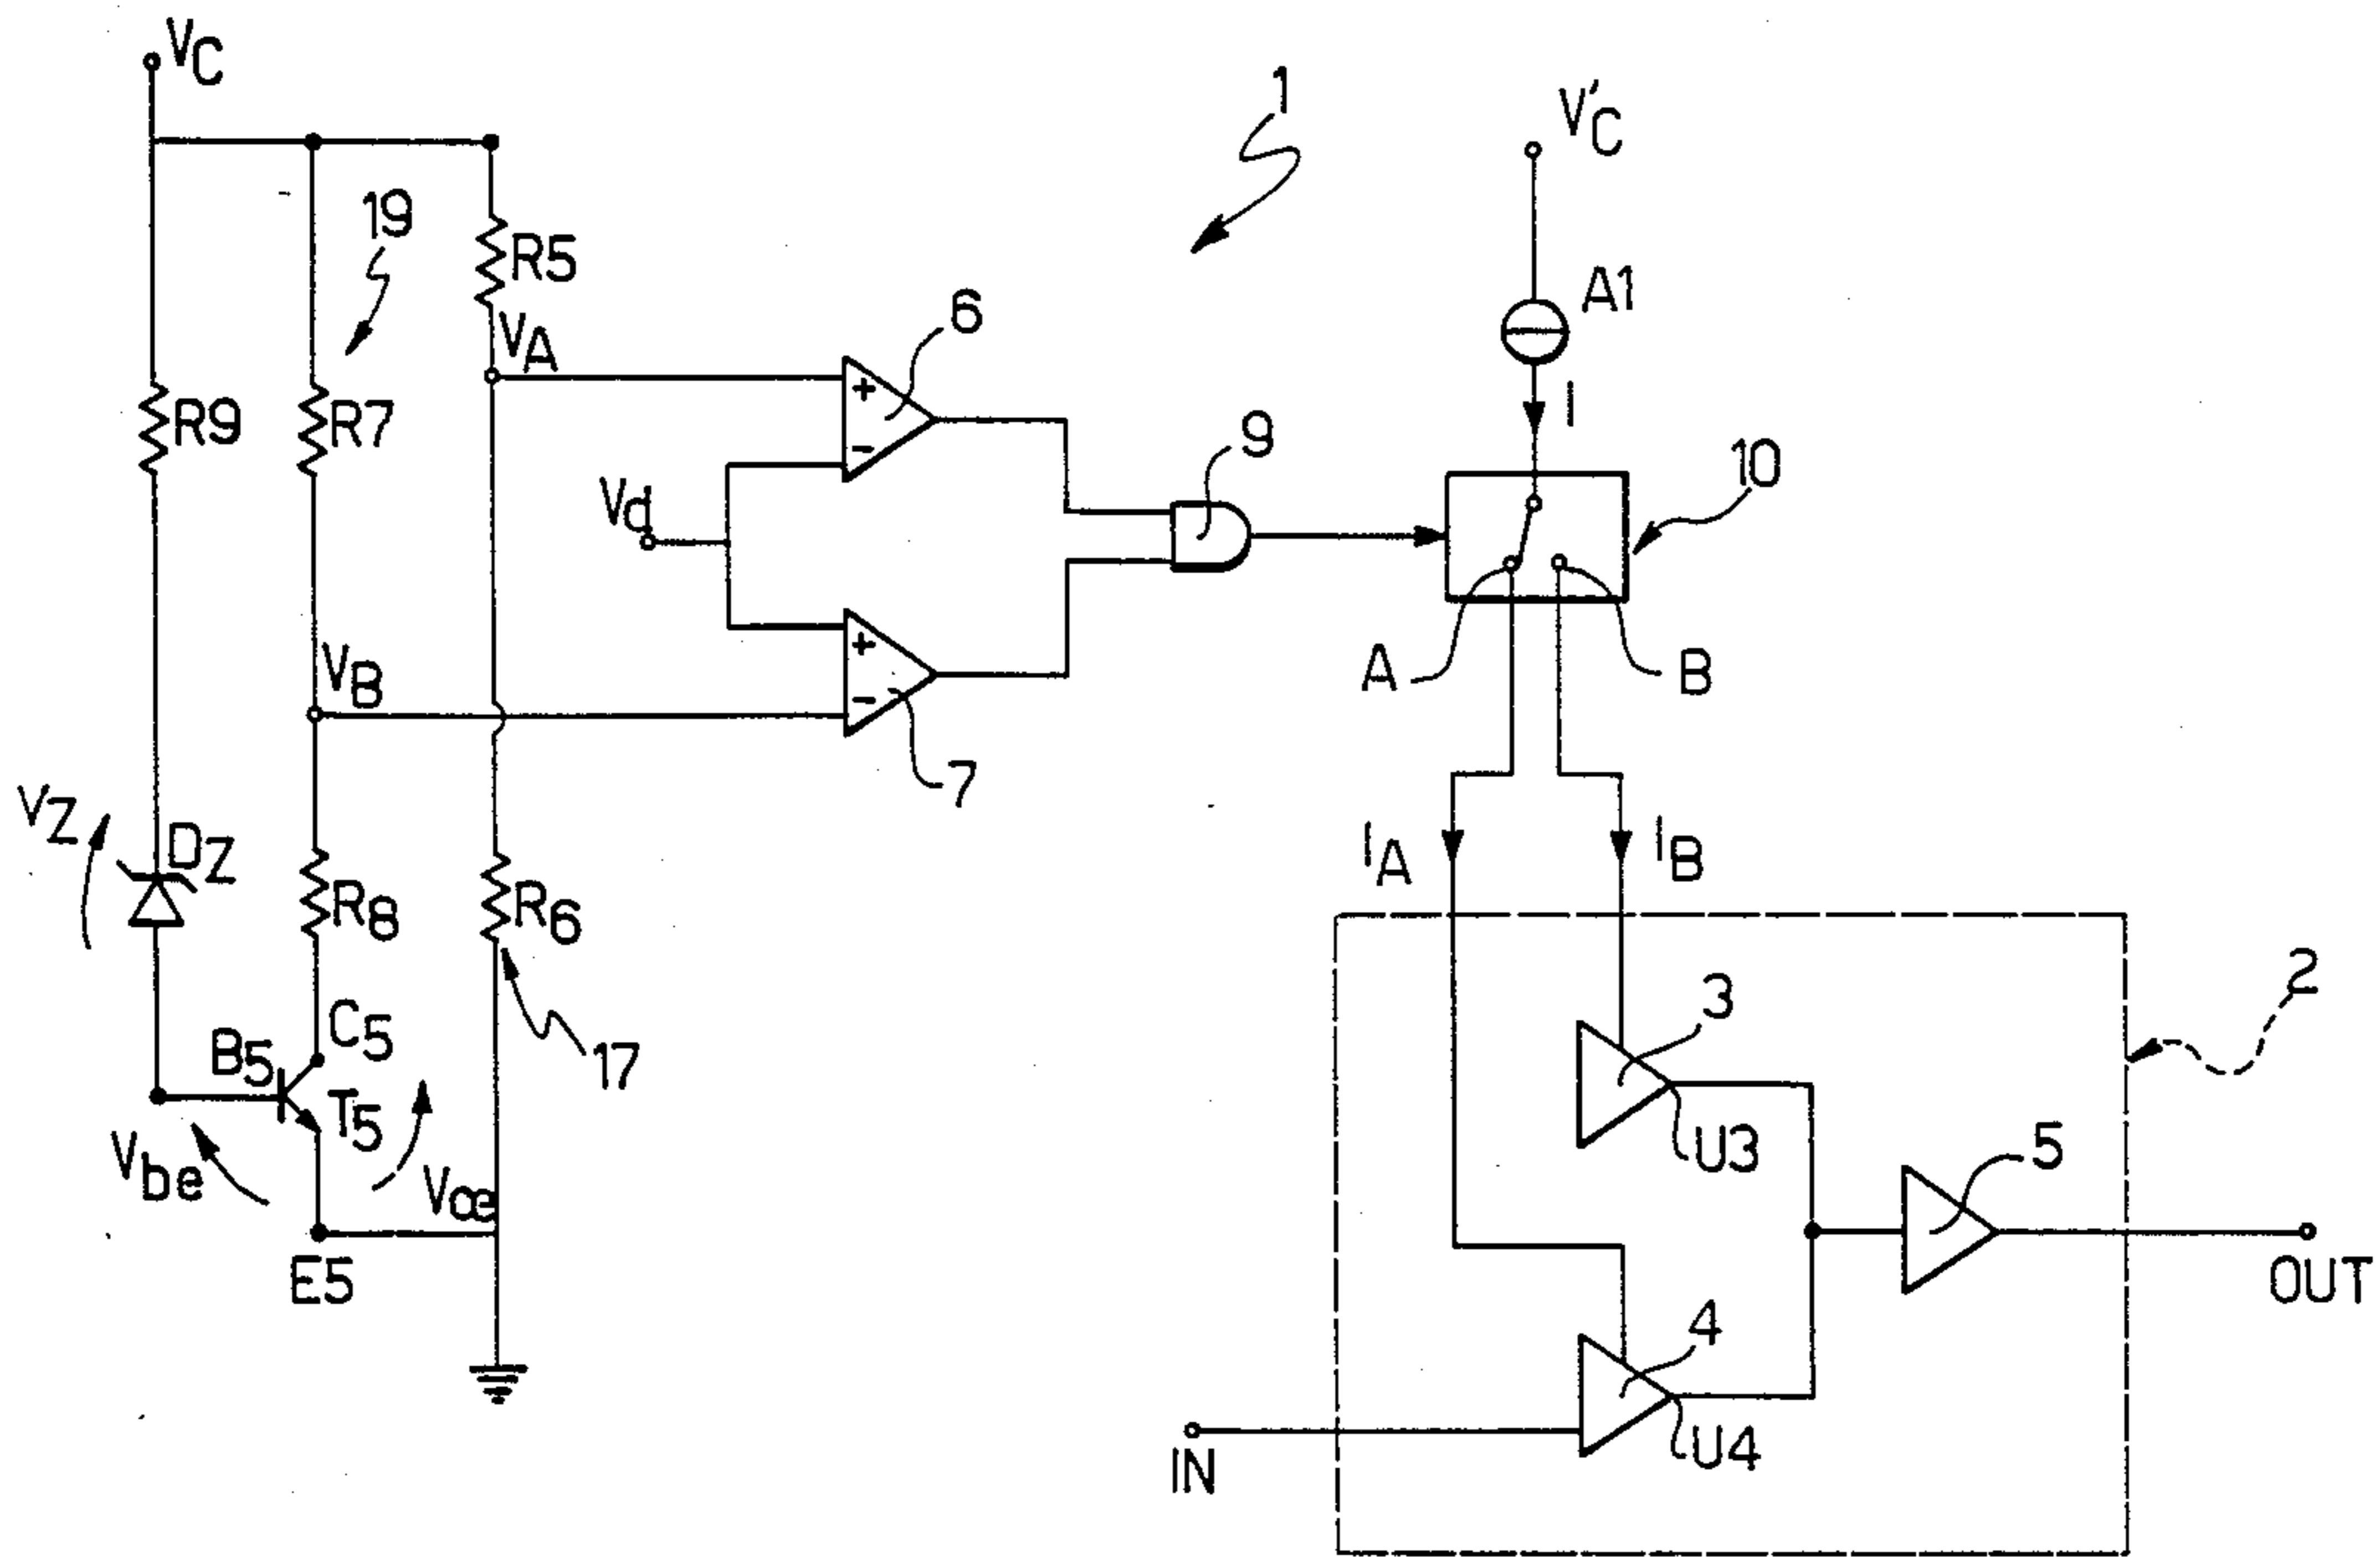 VC
1
V'C
19
R5
A1
6
VA
I
R9
R7
+
-
9
10
Vd
+
-
VB
A
B
7
VZ
DZ
IA
IB
R8
R6
2
3
C5
B5
17
T5
Vbe
Vce
U3
5
E5
OUT
4
IN
U4